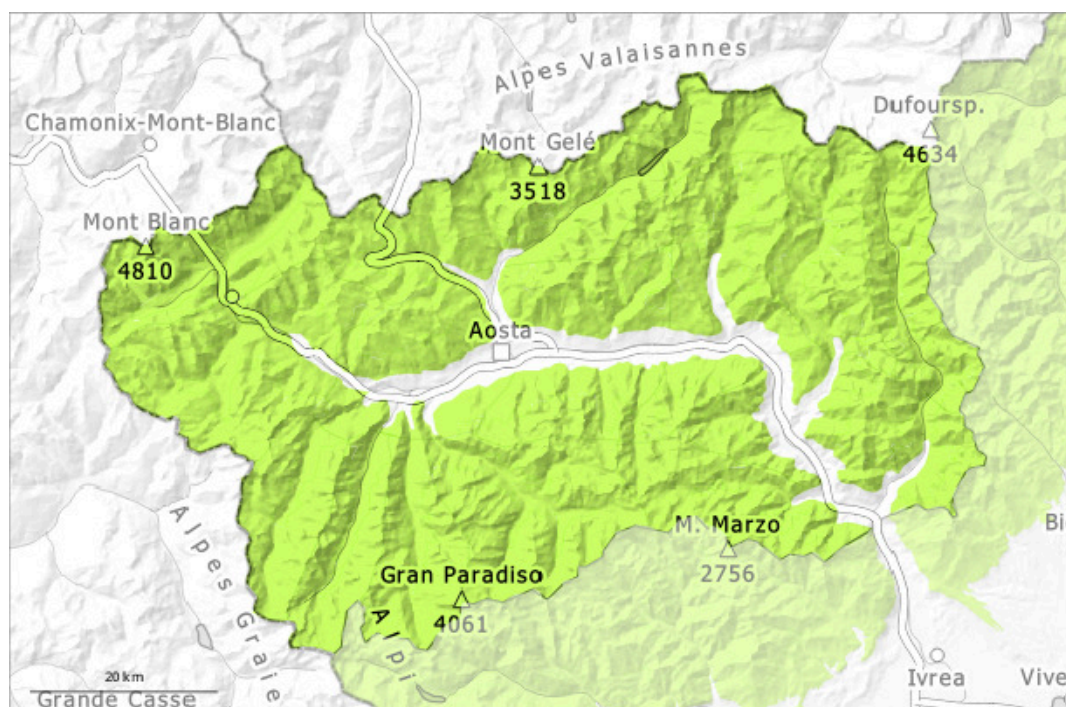 Alpes Valaisannes
Dufoursp.
4634
Chamonix-Mont-Blanc
Mont Gelé
3518
Mont Blanc
4810
Aosta
M. Marzo
2756
Gran Paradiso
4061
Alpes Graie
Alpi
20 km
Grande Casse
Ivrea
Vive
Bi